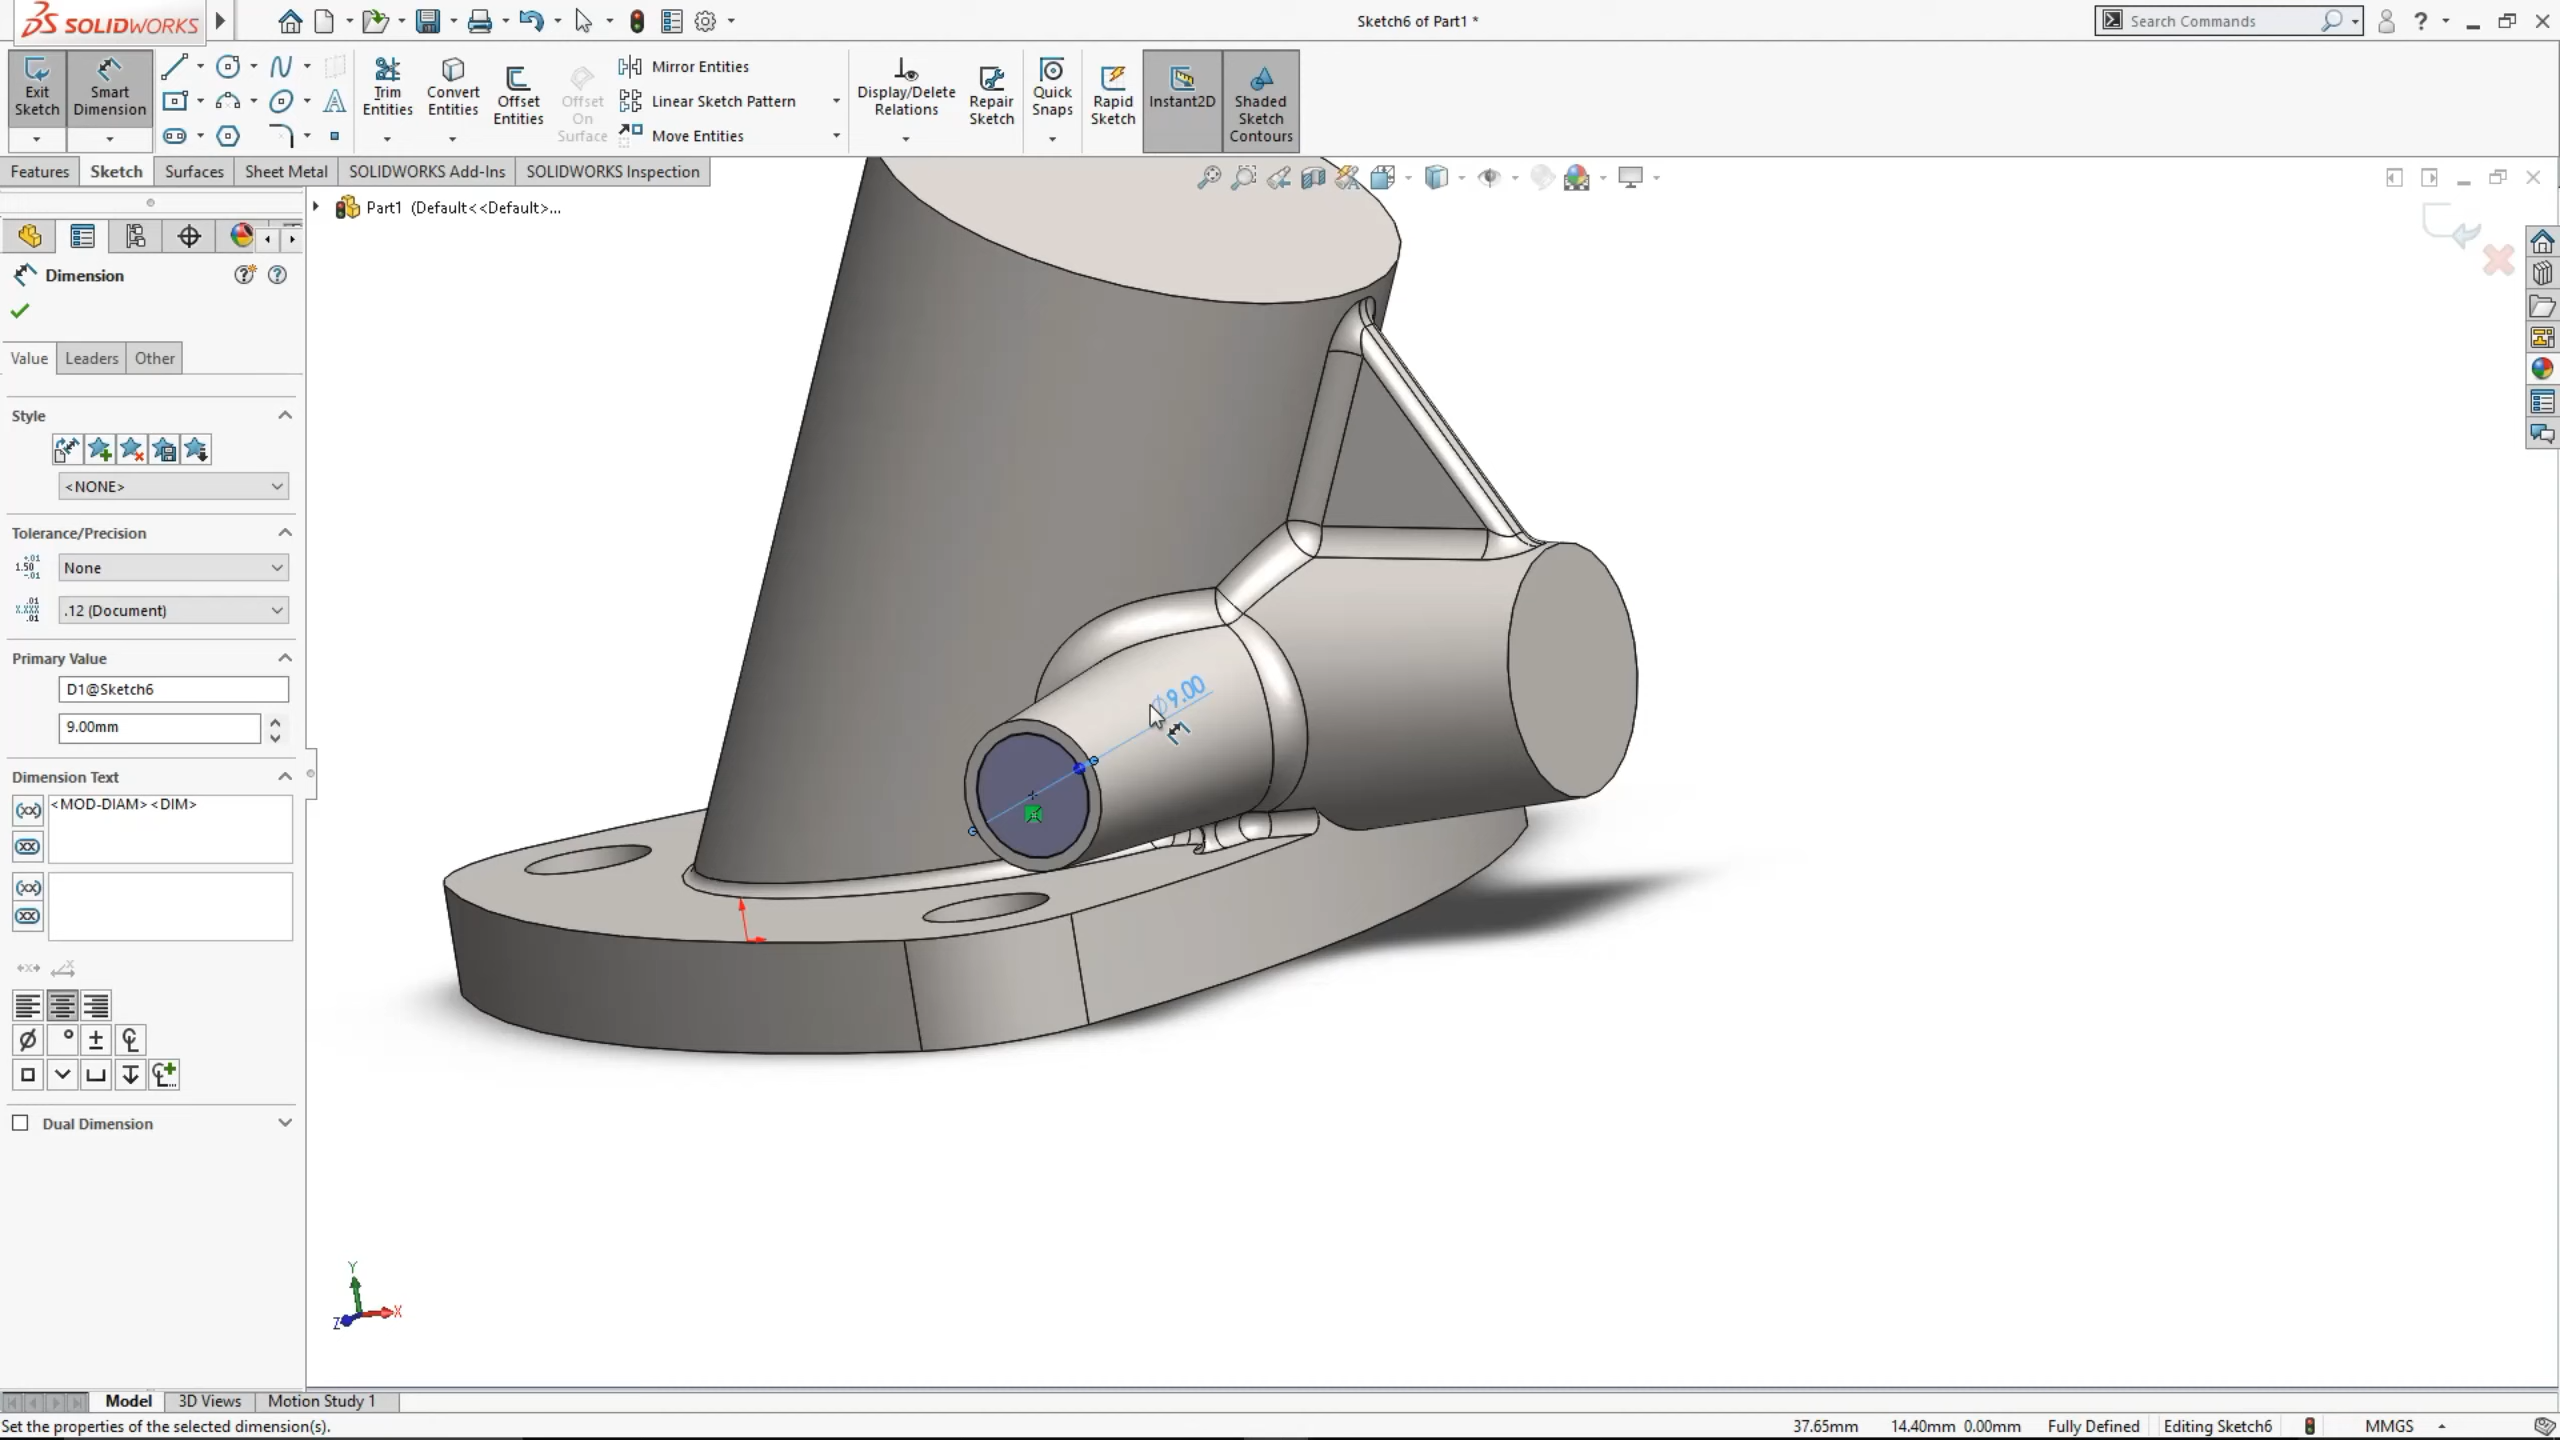 SOLIDWORKS
Sketch6 of Part1 *
Search Commands
?
Exit Sketch
Smart Dimension
Trim Entities
Convert Entities
Offset Entities
Offset On Surface
Mirror Entities
Linear Sketch Pattern
Move Entities
Display/Delete Relations
Repair Sketch
Quick Snaps
Rapid Sketch
Instant2D
Shaded Sketch Contours
Features
Sketch
Surfaces
Sheet Metal
SOLIDWORKS Add-Ins
SOLIDWORKS Inspection
Part1 (Default<<Default>...
Dimension
Value
Leaders
Other
Style
<NONE>
Tolerance/Precision
None
.12 (Document)
Primary Value
D1@Sketch6
9.00mm
Dimension Text
<MOD-DIAM><DIM>
Dual Dimension
∅9.00
Y
X
Z
Model
3D Views
Motion Study 1
Set the properties of the selected dimension(s).
37.65mm
14.40mm 0.00mm
Fully Defined
Editing Sketch6
MMGS